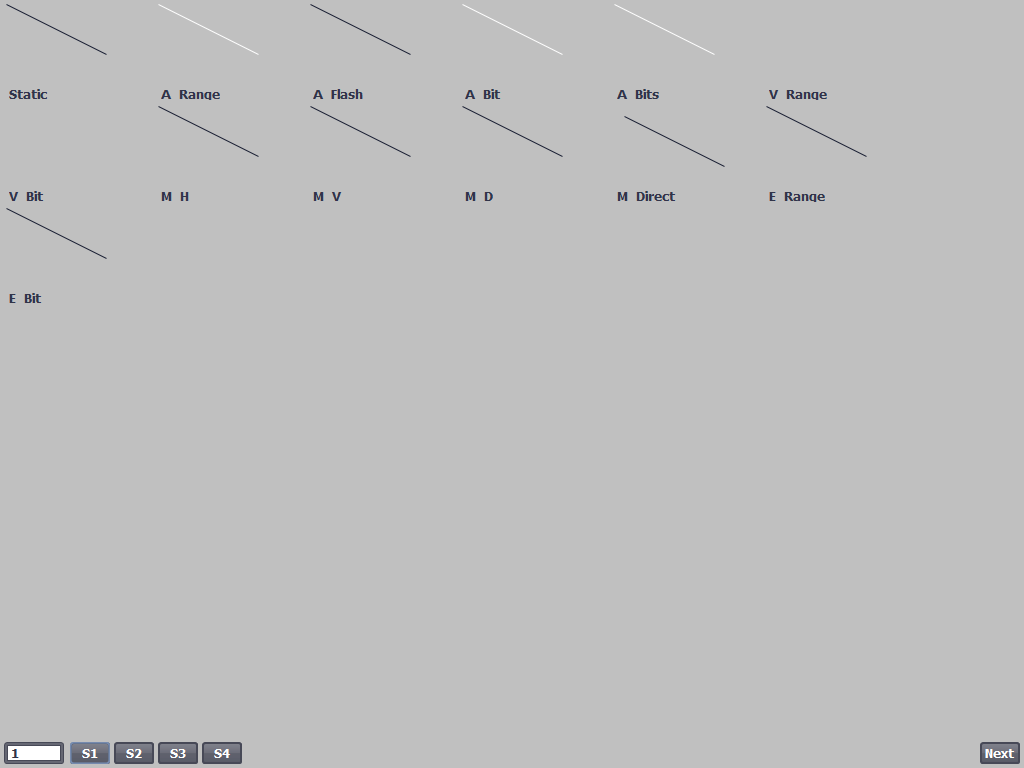 Static A Range A Flash A Bit A Bits V Range
V Bit M H M V M D M Direct E Range
E Bit
1 S1 S2 S3 S4 Next